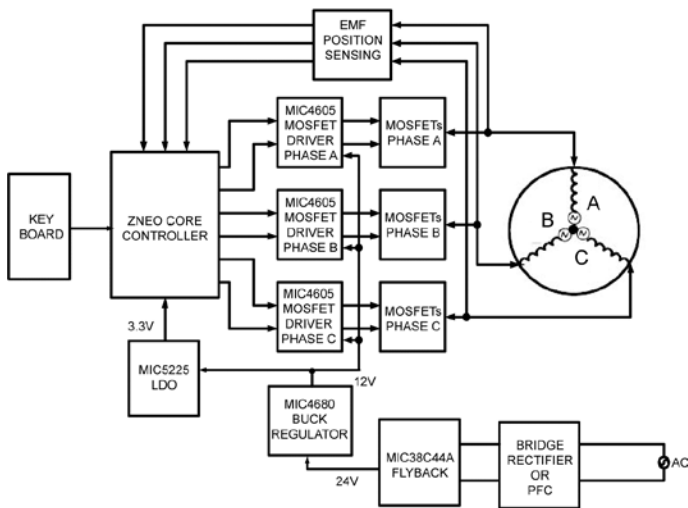 EMF
POSITION
SENSING
MIC4605
MOSFET
DRIVER
PHASE A
MOSFETs
PHASE A
KEY
BOARD
ZNEO CORE
CONTROLLER
MIC4605
MOSFET
DRIVER
PHASE B
MOSFETs
PHASE B
A
B
C
MIC4605
MOSFET
DRIVER
PHASE C
MOSFETs
PHASE C
3.3V
MIC5225
LDO
12V
MIC4680
BUCK
REGULATOR
24V
MIC38C44A
FLYBACK
BRIDGE
RECTIFIER
OR
PFC
AC